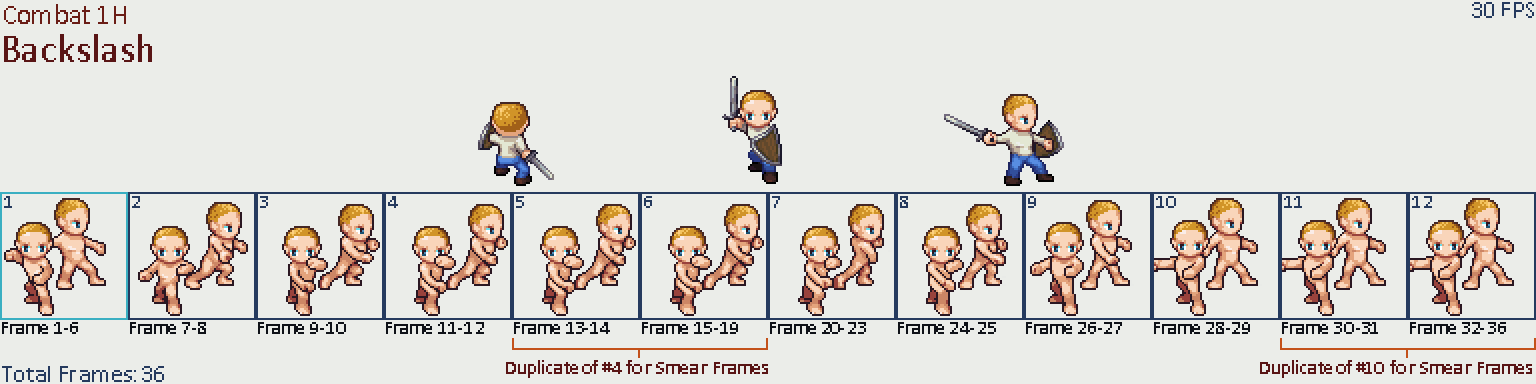 Combat 1H
30 FPS
Backslash
1 2 3 4 5 6 7 8 9 10 11 12
Frame 1-6 Frame 7-8 Frame 9-10 Frame 11-12 Frame 13-14 Frame 15-19 Frame 20-23 Frame 24-25 Frame 26-27 Frame 28-29 Frame 30-31 Frame 32-36
Duplicate of #4 for Smear Frames Duplicate of #10 for Smear Frames
Total Frames: 36